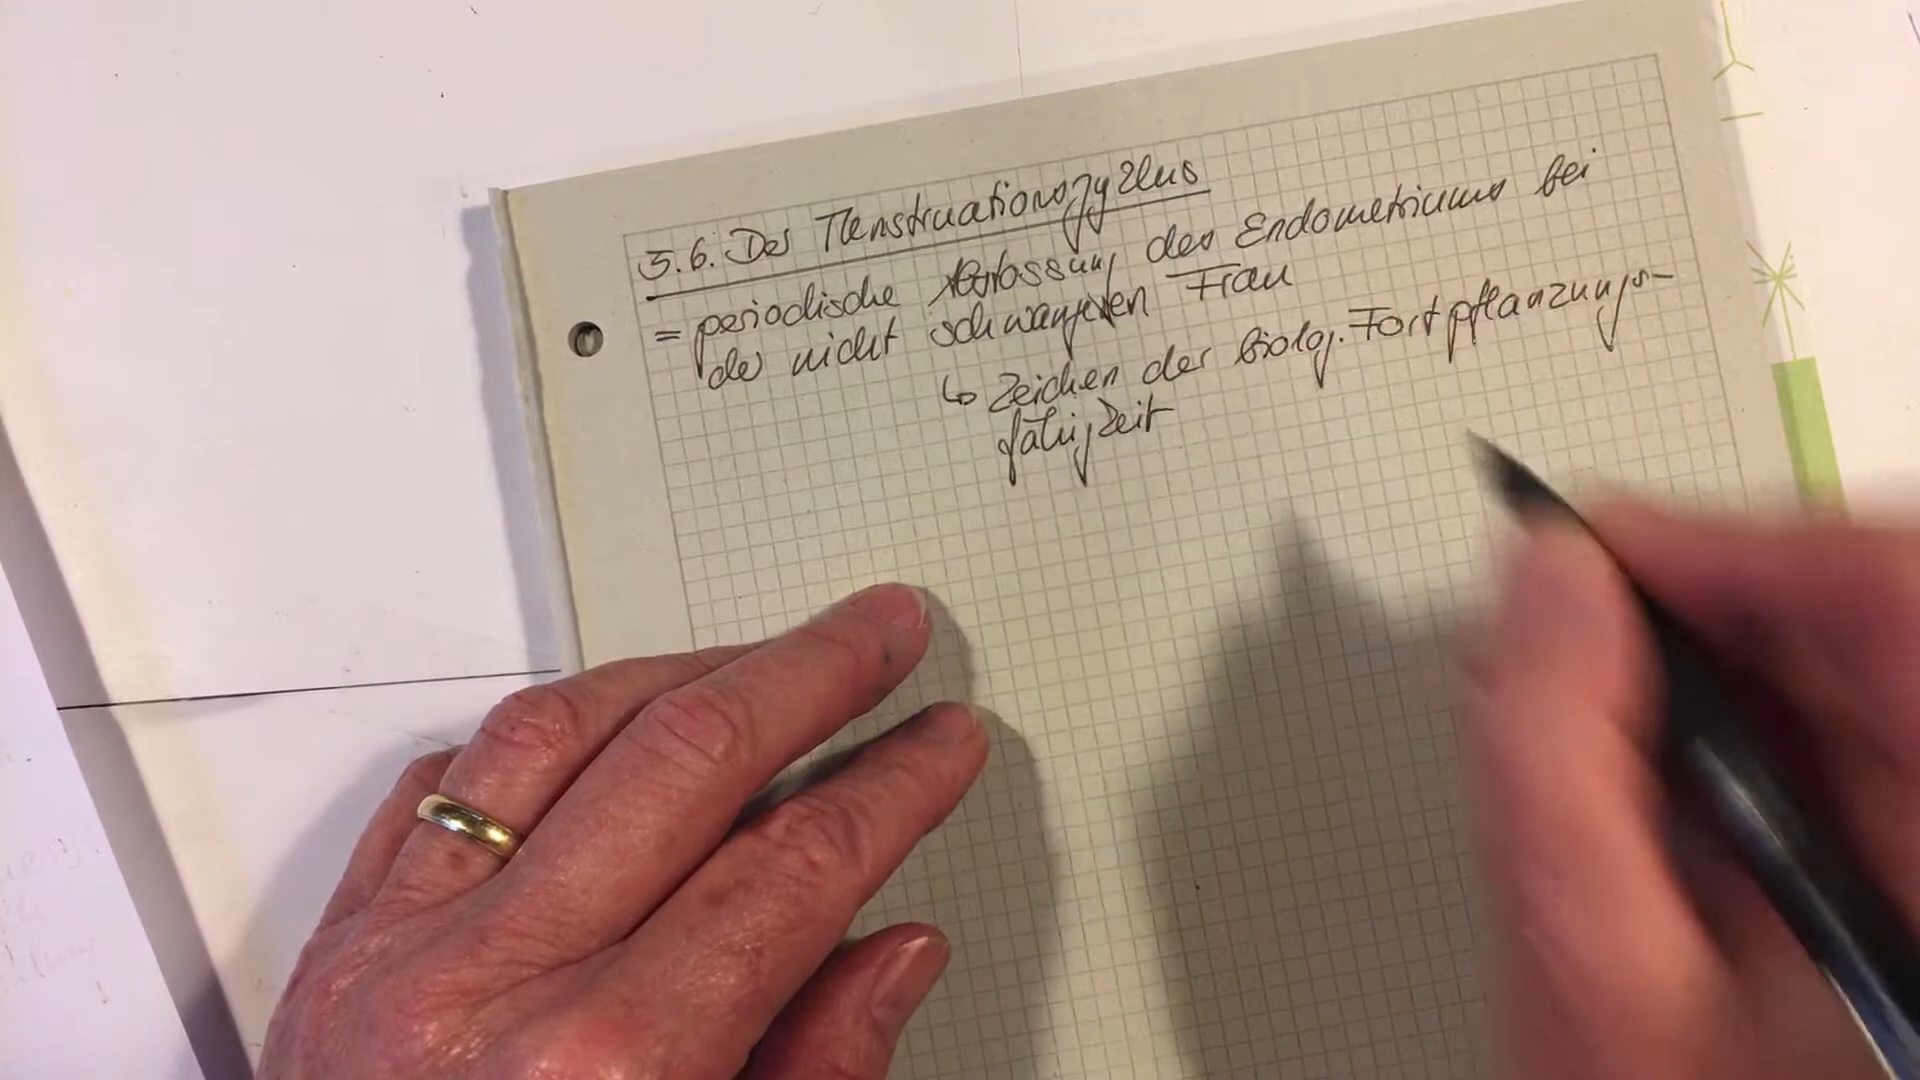 5.6. Der Menstruationszyklus
= periodische Abstossung des Endometriums bei
der nicht schwangeren Frau
↳ Zeichen der biolog. Fortpflanzungs-
fähigkeit